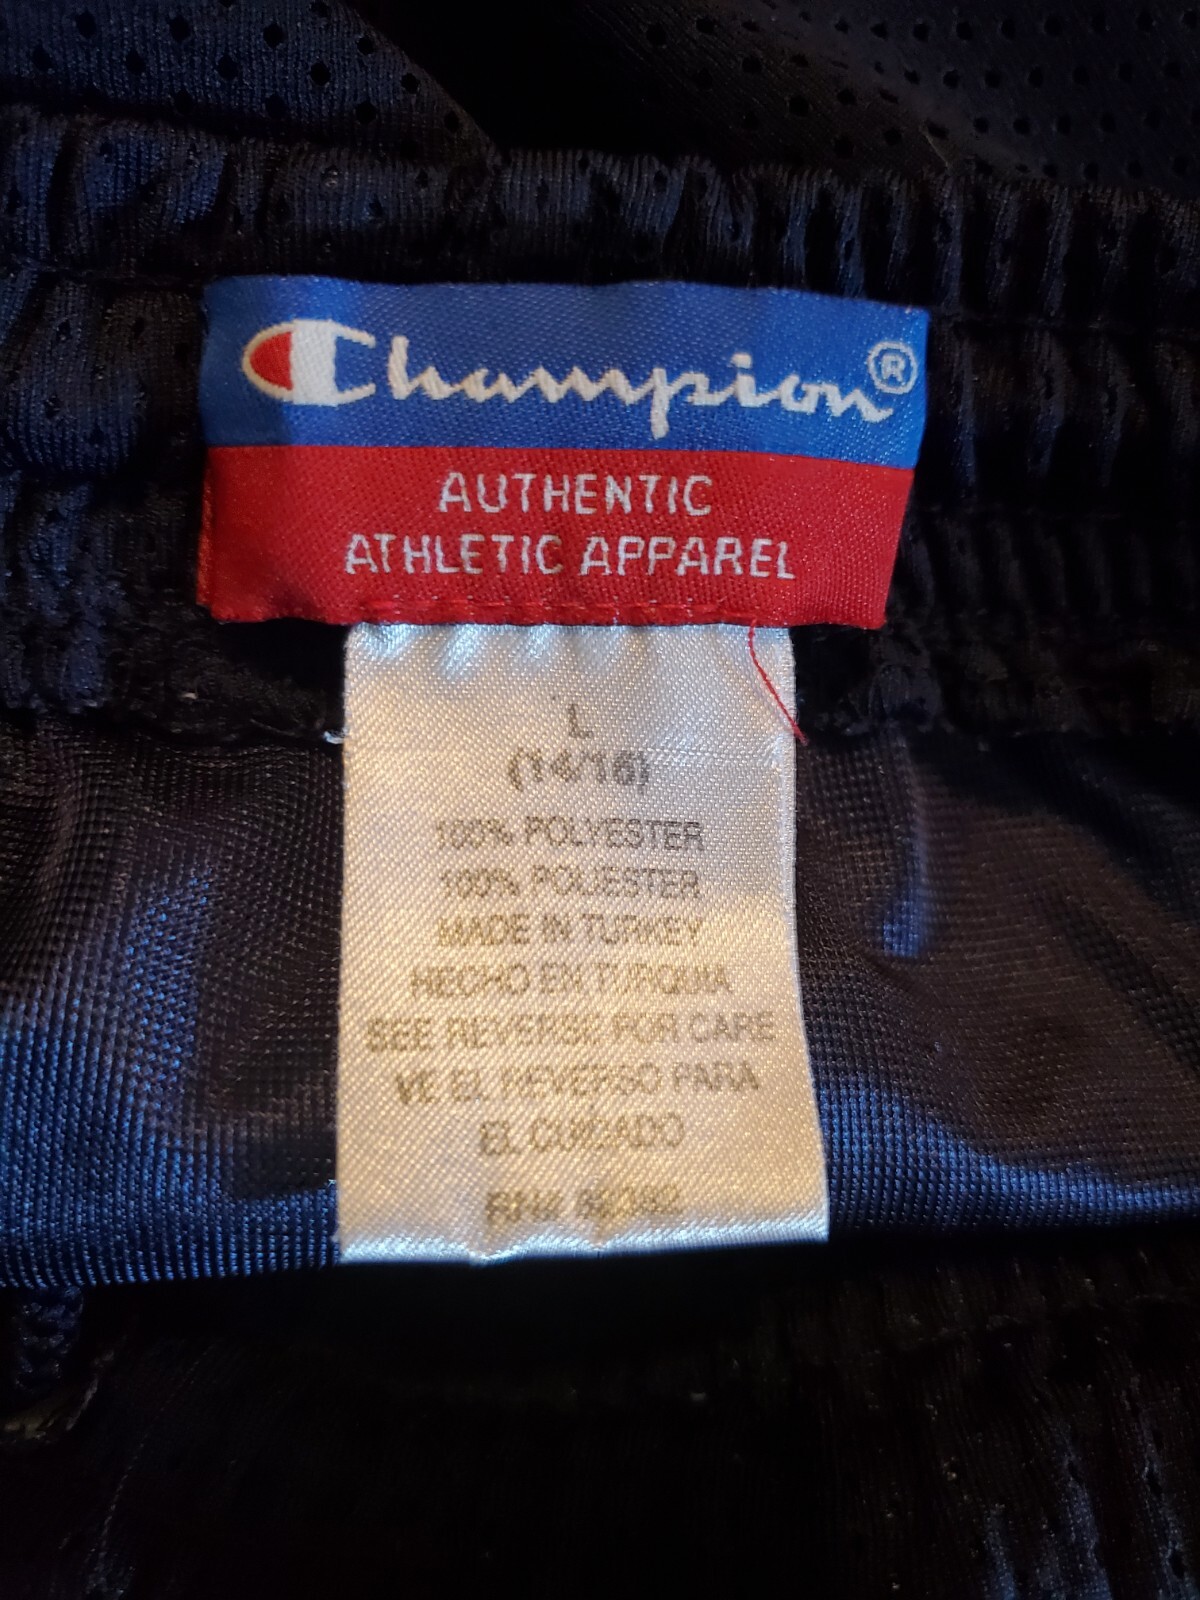 Champion®
AUTHENTIC
ATHLETIC APPAREL
L
(14/16)
100% POLYESTER
100% POLIESTER
MADE IN TURKEY
HECHO EN TURQUIA
SEE REVERSE FOR CARE
VE EL REVERSO PARA
EL CUIDADO
RN#